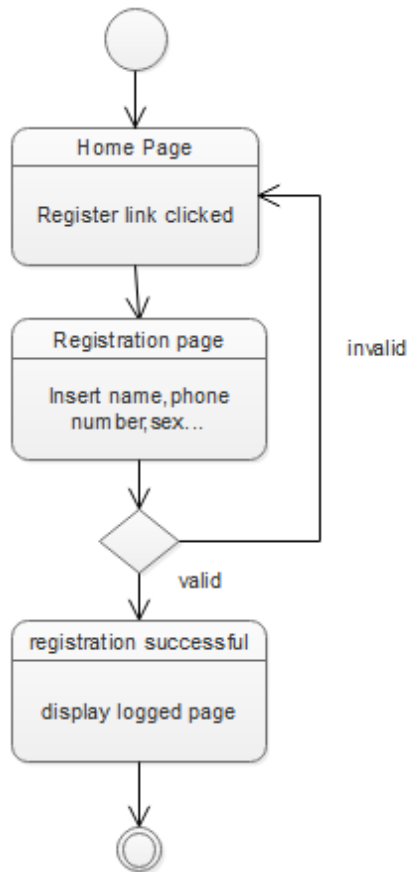 Home Page
Register link clicked
Registration page
invalid
Insert name,phone
number,sex...
valid
registration successful
display logged page